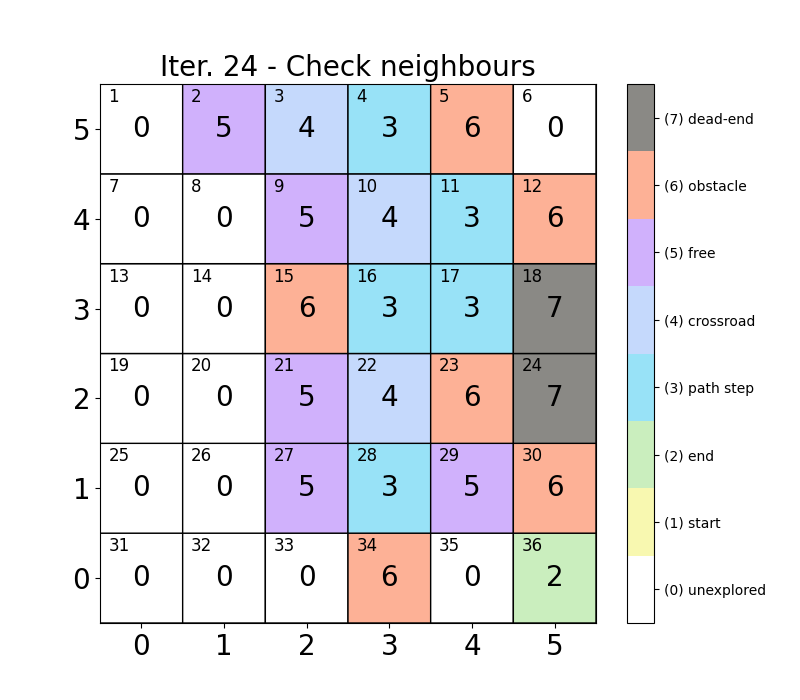 Iter. 24 - Check neighbours
1 2 3 4 5 6
5 0 5 4 3 6 0
7 8 9 10 11 12
4 0 0 5 4 3 6
13 14 15 16 17 18
3 0 0 6 3 3 7
19 20 21 22 23 24
2 0 0 5 4 6 7
25 26 27 28 29 30
1 0 0 5 3 5 6
31 32 33 34 35 36
0 0 0 0 6 0 2
0 1 2 3 4 5
(7) dead-end
(6) obstacle
(5) free
(4) crossroad
(3) path step
(2) end
(1) start
(0) unexplored